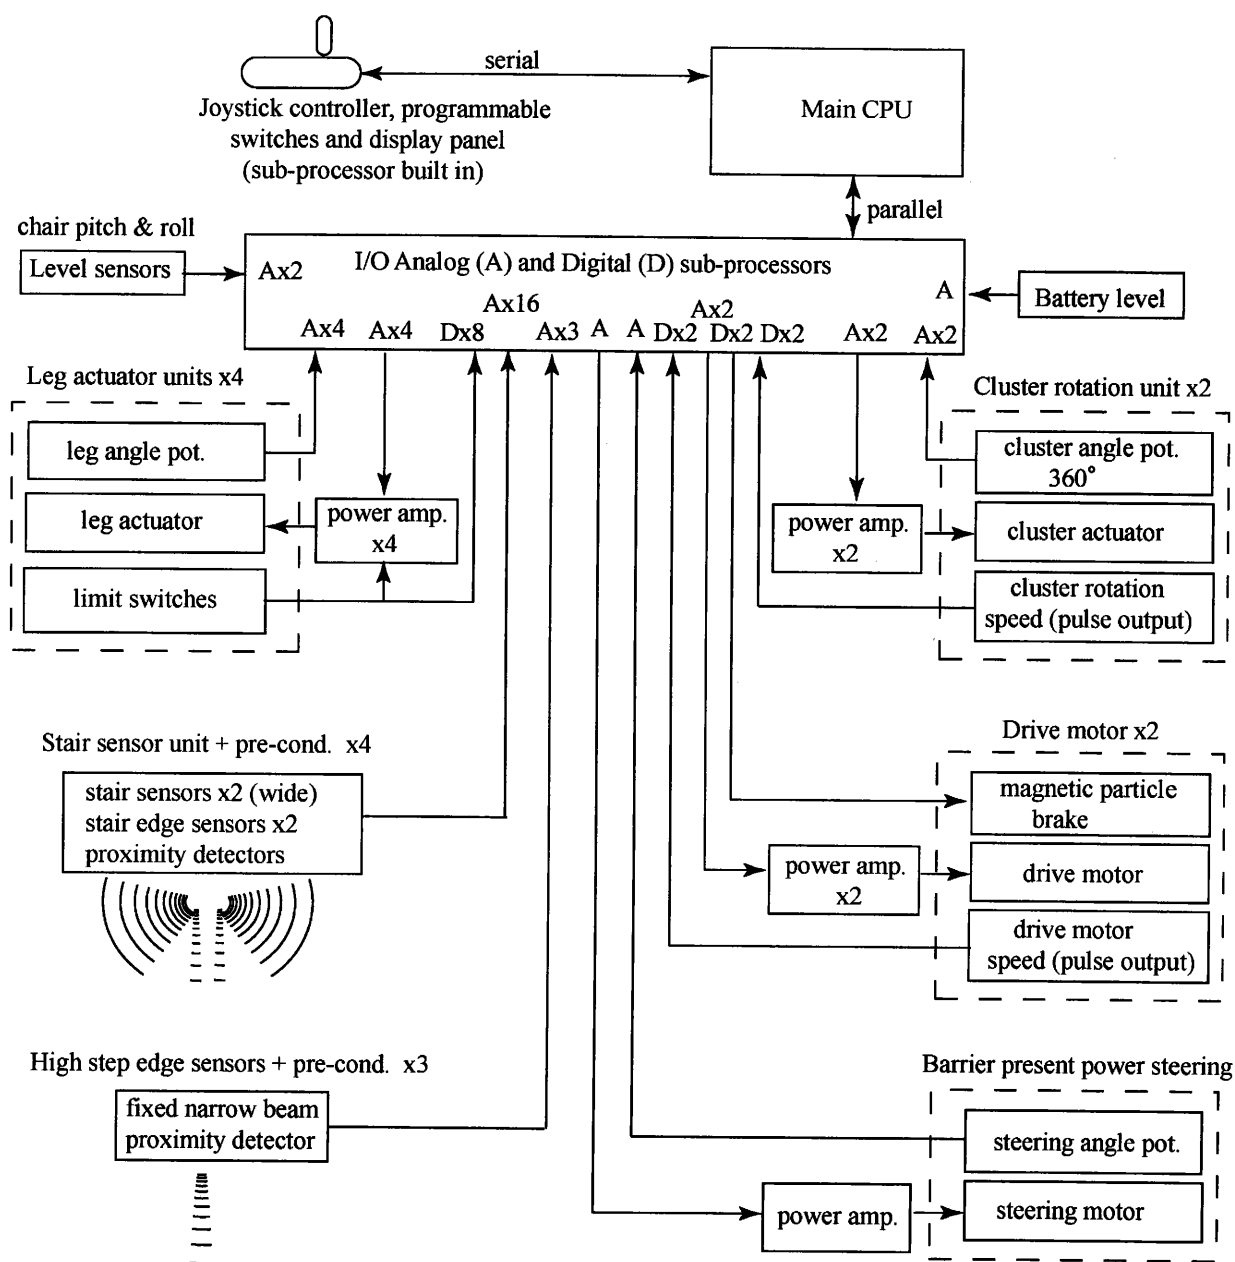 serial
Joystick controller, programmable
switches and display panel
(sub-processor built in)
Main CPU
parallel
chair pitch & roll
Level sensors
Ax2
I/O Analog (A) and Digital (D) sub-processors
A
Battery level
Ax16
Ax2
Ax4 Ax4 Dx8 Ax3 A A Dx2 Dx2 Dx2 Ax2 Ax2
Leg actuator units x4
leg angle pot.
leg actuator
limit switches
power amp.
x4
Cluster rotation unit x2
cluster angle pot.
360°
power amp.
x2
cluster actuator
cluster rotation
speed (pulse output)
Stair sensor unit + pre-cond. x4
stair sensors x2 (wide)
stair edge sensors x2
proximity detectors
Drive motor x2
magnetic particle
brake
power amp.
x2
drive motor
drive motor
speed (pulse output)
High step edge sensors + pre-cond. x3
fixed narrow beam
proximity detector
Barrier present power steering
steering angle pot.
power amp.
steering motor